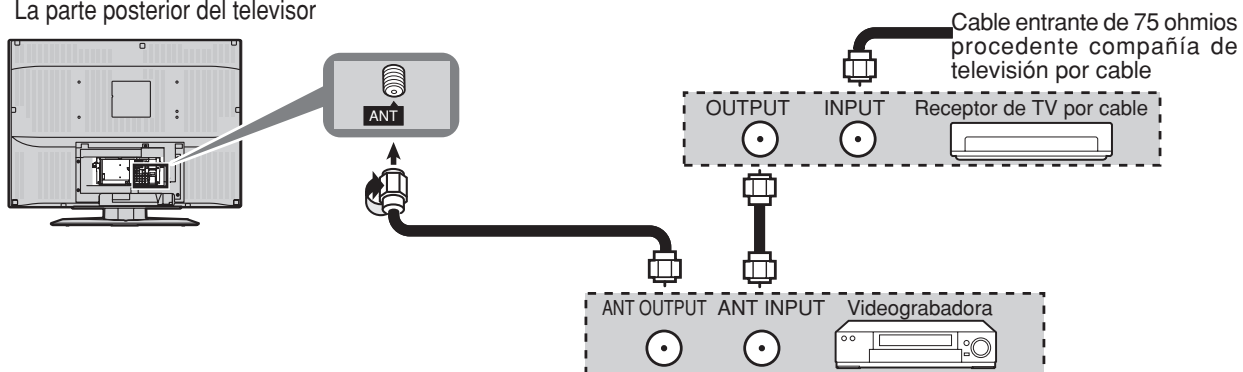 La parte posterior del televisor
Cable entrante de 75 ohmios
procedente compañía de
televisión por cable
OUTPUT INPUT Receptor de TV por cable
ANT
ANT OUTPUT ANT INPUT Videograbadora